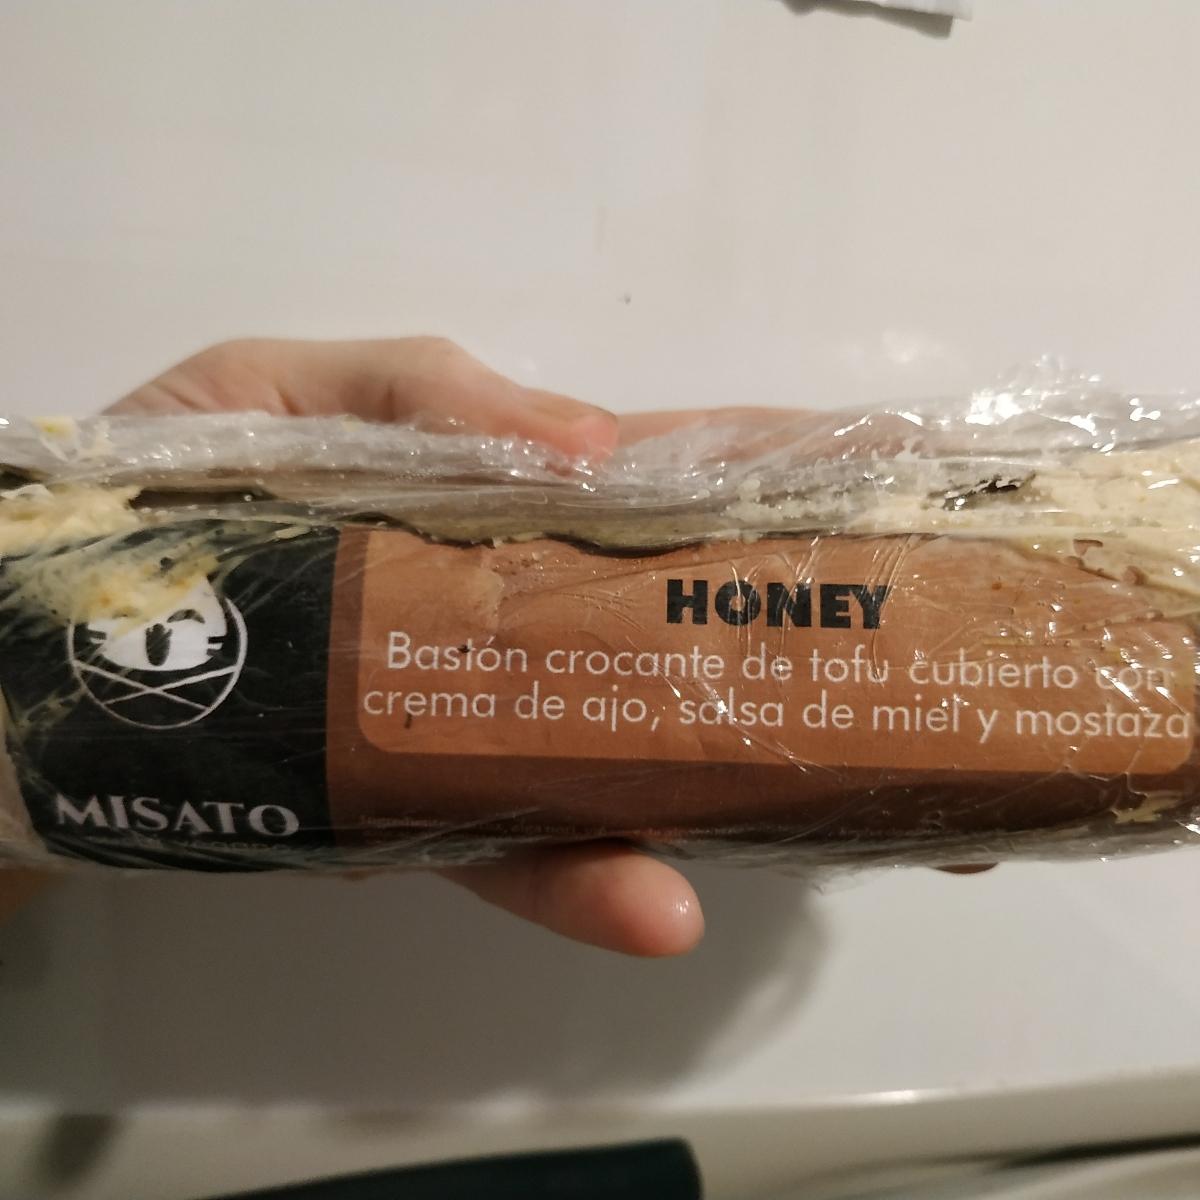 HONEY
Bastón crocante de tofu cubierto con
crema de ajo, salsa de miel y mostaza
MISATO